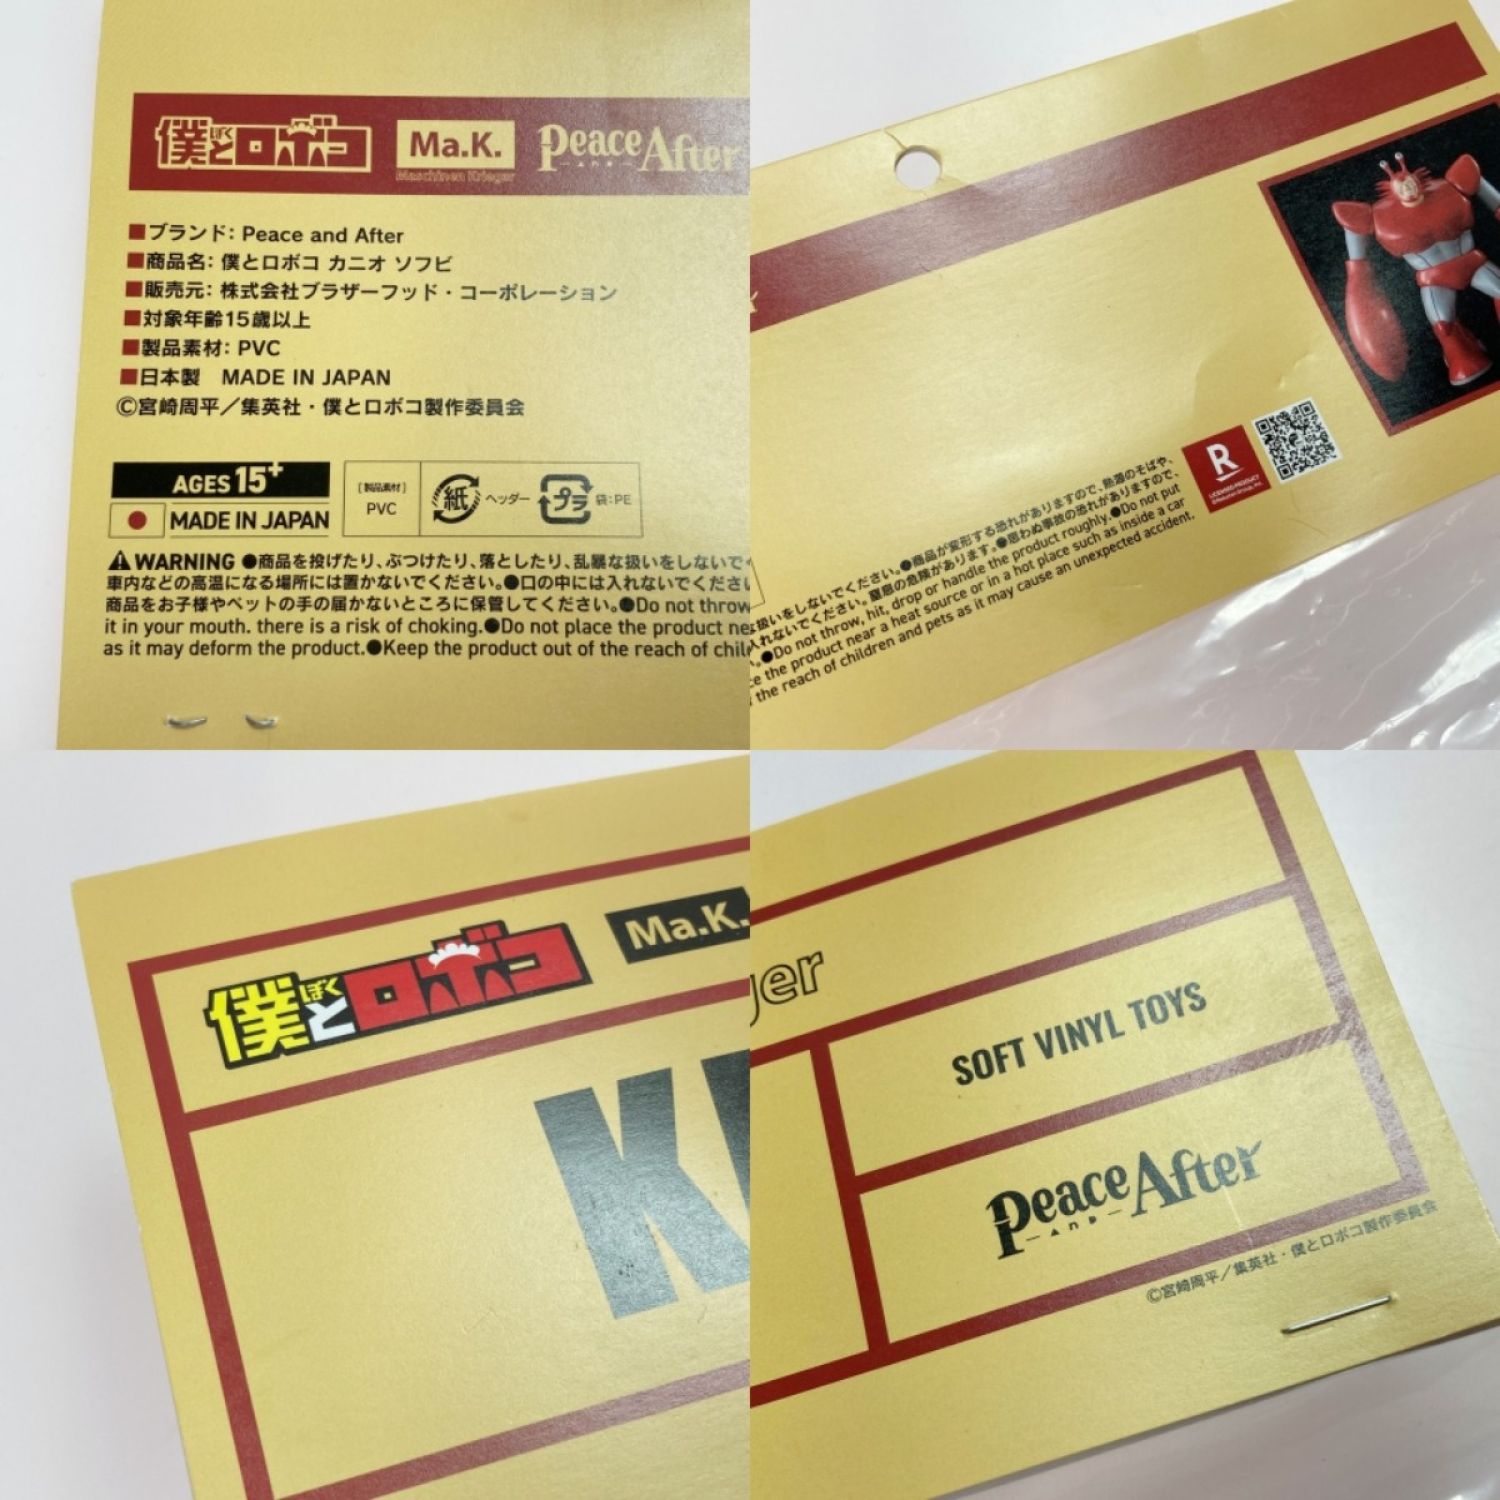 僕とロボコ
ぼく
Ma.K.
Maschinen Krieger
Peace
AND
After
■ブランド: Peace and After
■商品名: 僕とロボコ カニオ ソフビ
■販売元: 株式会社ブラザーフッド・コーポレーション
■対象年齢15歳以上
■製品素材: PVC
■日本製 MADE IN JAPAN
©宮崎周平／集英社・僕とロボコ製作委員会
AGES 15+
MADE IN JAPAN
[製品素材]
PVC
紙 ヘッダー
プラ 袋:PE
WARNING ●商品を投げたり、ぶつけたり、落としたり、乱暴な扱いをしないで
車内などの高温になる場所には置かないでください。●口の中には入れないでくださ
商品をお子様やペットの手の届かないところに保管してください。●Do not throw
it in your mouth. there is a risk of choking.●Do not place the product ne
as it may deform the product.●Keep the product out of the reach of chil
扱いをしないでください。●商品が変形する恐れがありますので、熱源のそばや、
入れないでください。窒息の危険があります。●思わぬ事故の恐れがありますので、
●Do not throw, hit, drop or handle the product roughly.●Do not put
ce the product near a heat source or in a hot place such as inside a car
the reach of children and pets as it may cause an unexpected accident.
R
LICENSED PRODUCT
©Rakuten Group, Inc.
僕とロボコ
ぼく
Ma.K.
K
ger
SOFT VINYL TOYS
Peace
AND
After
©宮崎周平／集英社・僕とロボコ製作委員会